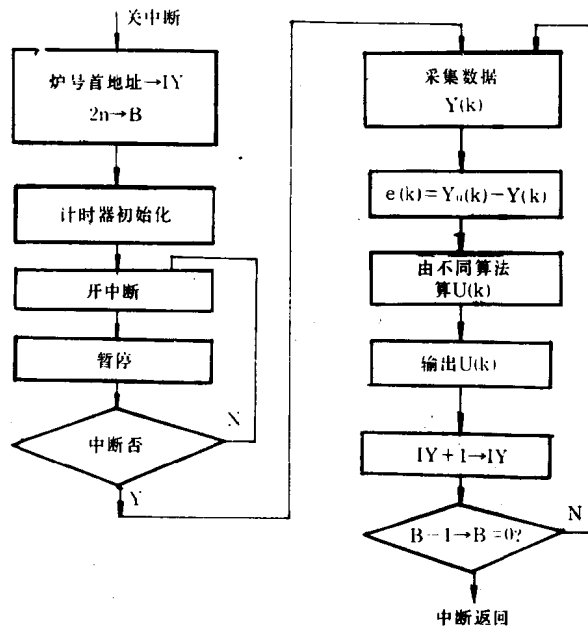 关中断
炉号首地址→IY
2n→B
计时器初始化
开中断
暂停
中断否
N
Y
采集数据
Y(k)
e(k)=Y₀(k)-Y(k)
由不同算法
算U(k)
输出U(k)
IY+1→IY
B-1→B=0?
N
中断返回